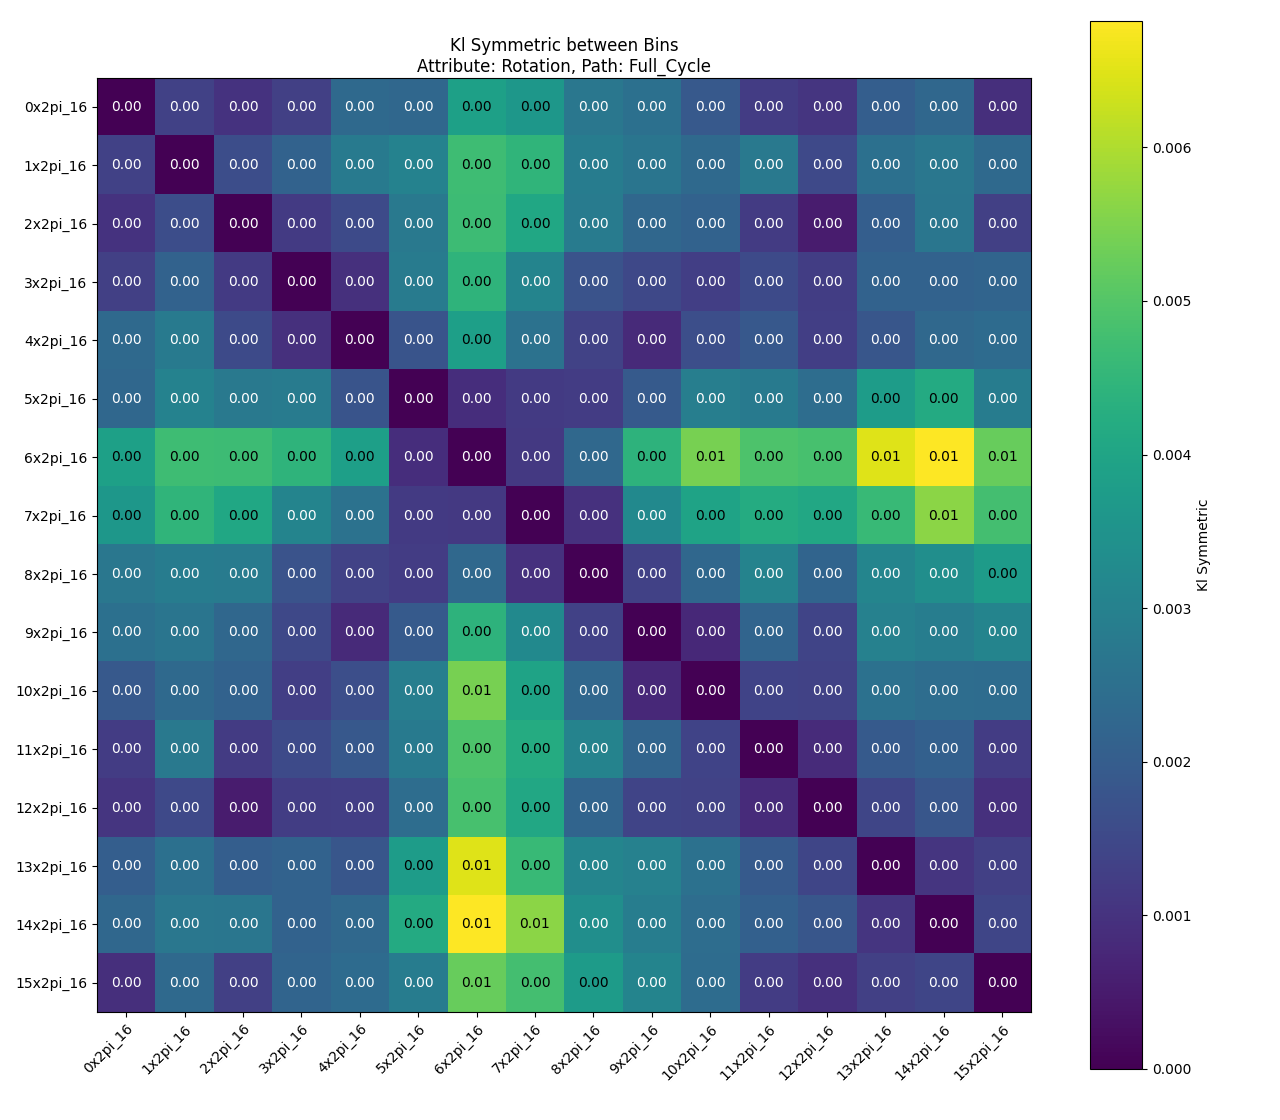 Kl Symmetric between Bins
Attribute: Rotation, Path: Full_Cycle
0x2pi_16 0.00 0.00 0.00 0.00 0.00 0.00 0.00 0.00 0.00 0.00 0.00 0.00 0.00 0.00 0.00 0.00
1x2pi_16 0.00 0.00 0.00 0.00 0.00 0.00 0.00 0.00 0.00 0.00 0.00 0.00 0.00 0.00 0.00 0.00
2x2pi_16 0.00 0.00 0.00 0.00 0.00 0.00 0.00 0.00 0.00 0.00 0.00 0.00 0.00 0.00 0.00 0.00
3x2pi_16 0.00 0.00 0.00 0.00 0.00 0.00 0.00 0.00 0.00 0.00 0.00 0.00 0.00 0.00 0.00 0.00
4x2pi_16 0.00 0.00 0.00 0.00 0.00 0.00 0.00 0.00 0.00 0.00 0.00 0.00 0.00 0.00 0.00 0.00
5x2pi_16 0.00 0.00 0.00 0.00 0.00 0.00 0.00 0.00 0.00 0.00 0.00 0.00 0.00 0.00 0.00 0.00
6x2pi_16 0.00 0.00 0.00 0.00 0.00 0.00 0.00 0.00 0.00 0.00 0.01 0.00 0.00 0.01 0.01 0.01
7x2pi_16 0.00 0.00 0.00 0.00 0.00 0.00 0.00 0.00 0.00 0.00 0.00 0.00 0.00 0.00 0.01 0.00
8x2pi_16 0.00 0.00 0.00 0.00 0.00 0.00 0.00 0.00 0.00 0.00 0.00 0.00 0.00 0.00 0.00 0.00
9x2pi_16 0.00 0.00 0.00 0.00 0.00 0.00 0.00 0.00 0.00 0.00 0.00 0.00 0.00 0.00 0.00 0.00
10x2pi_16 0.00 0.00 0.00 0.00 0.00 0.00 0.01 0.00 0.00 0.00 0.00 0.00 0.00 0.00 0.00 0.00
11x2pi_16 0.00 0.00 0.00 0.00 0.00 0.00 0.00 0.00 0.00 0.00 0.00 0.00 0.00 0.00 0.00 0.00
12x2pi_16 0.00 0.00 0.00 0.00 0.00 0.00 0.00 0.00 0.00 0.00 0.00 0.00 0.00 0.00 0.00 0.00
13x2pi_16 0.00 0.00 0.00 0.00 0.00 0.00 0.01 0.00 0.00 0.00 0.00 0.00 0.00 0.00 0.00 0.00
14x2pi_16 0.00 0.00 0.00 0.00 0.00 0.00 0.01 0.01 0.00 0.00 0.00 0.00 0.00 0.00 0.00 0.00
15x2pi_16 0.00 0.00 0.00 0.00 0.00 0.00 0.01 0.00 0.00 0.00 0.00 0.00 0.00 0.00 0.00 0.00
0x2pi_16 1x2pi_16 2x2pi_16 3x2pi_16 4x2pi_16 5x2pi_16 6x2pi_16 7x2pi_16 8x2pi_16 9x2pi_16 10x2pi_16 11x2pi_16 12x2pi_16 13x2pi_16 14x2pi_16 15x2pi_16
0.006
0.005
0.004
0.003
0.002
0.001
0.000
Kl Symmetric